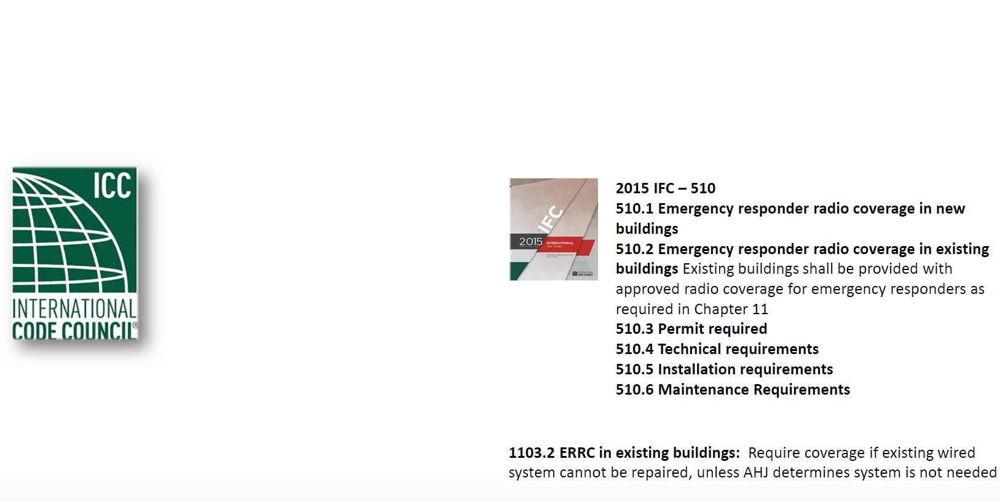 ICC
INTERNATIONAL
CODE COUNCIL®
IFC
2015
INTERNATIONAL
Fire Code®
CODE COUNCIL
2015 IFC – 510
510.1 Emergency responder radio coverage in new
buildings
510.2 Emergency responder radio coverage in existing
buildings Existing buildings shall be provided with
approved radio coverage for emergency responders as
required in Chapter 11
510.3 Permit required
510.4 Technical requirements
510.5 Installation requirements
510.6 Maintenance Requirements
1103.2 ERRC in existing buildings: Require coverage if existing wired
system cannot be repaired, unless AHJ determines system is not needed